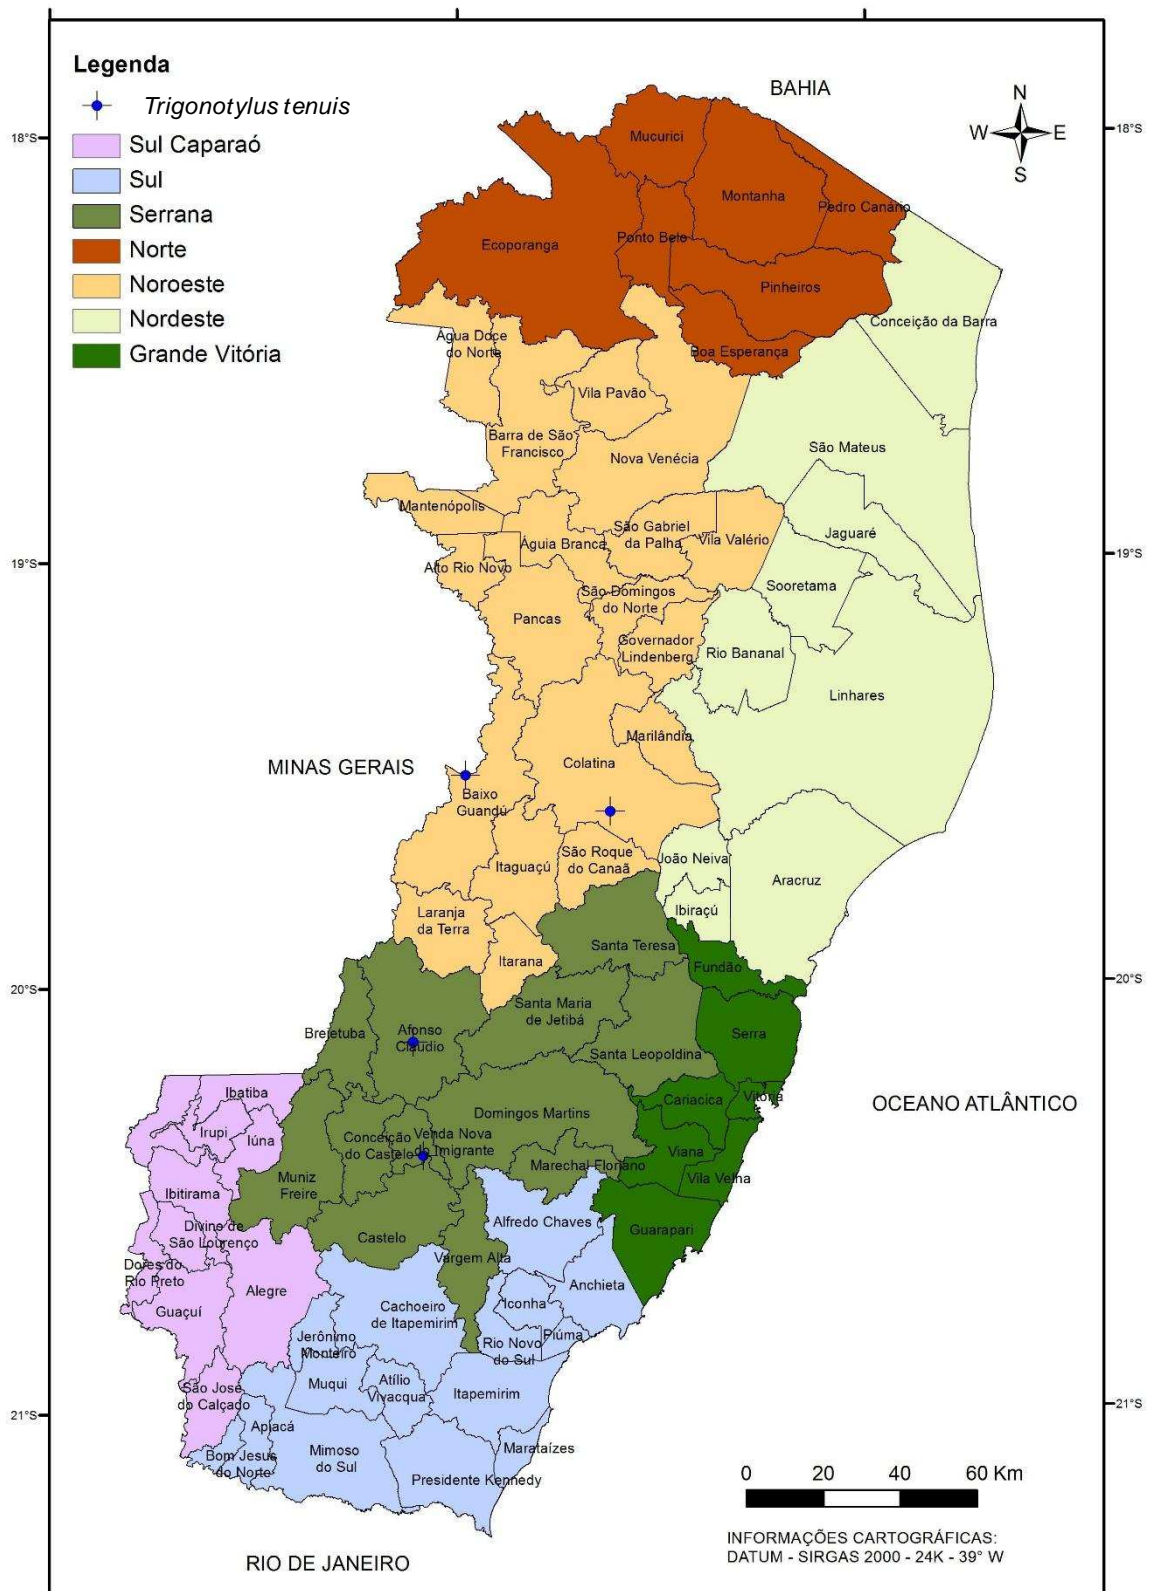 Legenda
Trigonotylus tenuis
Sul Caparaó
Sul
Serrana
Norte
Noroeste
Nordeste
Grande Vitória
BAHIA
N
W E
S
18°S
18°S
Mucurici
Montanha
Pedro Canário
Ecoporanga
Ponto Belo
Pinheiros
Conceição da Barra
Água Doce
do Norte
Boa Esperança
Vila Pavão
Barra de São
Francisco
Nova Venécia
São Mateus
Mantenópolis
São Gabriel
da Palha
Águia Branca
Vila Valério
Jaguaré
19°S
19°S
Alto Rio Novo
São Domingos
do Norte
Sooretama
Pancas
Governador
Lindenberg
Rio Bananal
Linhares
Marilândia
MINAS GERAIS
Colatina
Baixo
Guandú
Itaguaçú
São Roque
do Canaã
João Neiva
Aracruz
Laranja
da Terra
Ibiraçú
Itarana
Santa Teresa
Fundão
20°S
20°S
Santa Maria
de Jetibá
Brejetuba
Afonso
Cláudio
Serra
Santa Leopoldina
Ibatiba
Cariacica
Vitória
OCEANO ATLÂNTICO
Irupi
Iúna
Domingos Martins
Conceição
do Castelo
Venda Nova
do Imigrante
Viana
Marechal Floriano
Vila Velha
Muniz
Freire
Ibitirama
Divino de
São Lourenço
Alfredo Chaves
Guarapari
Castelo
Vargem Alta
Dores do
Rio Preto
Alegre
Anchieta
Guaçuí
Cachoeiro
de Itapemirim
Iconha
Jerônimo
Monteiro
Rio Novo
do Sul
Piúma
São José
do Calçado
Muqui
Atílio
Vivacqua
Itapemirim
21°S
21°S
Apiacá
Bom Jesus
do Norte
Mimoso
do Sul
Marataízes
Presidente Kennedy
0 20 40 60 Km
INFORMAÇÕES CARTOGRÁFICAS:
DATUM - SIRGAS 2000 - 24K - 39° W
RIO DE JANEIRO